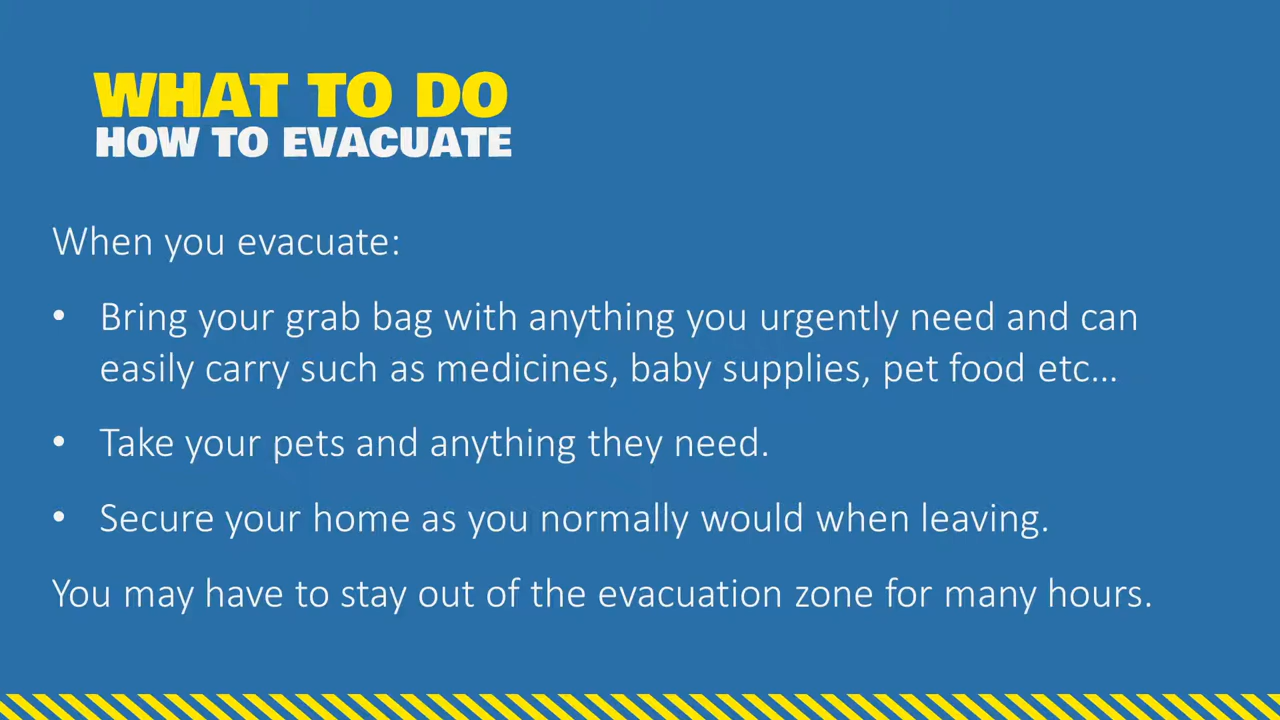 WHAT TO DO
HOW TO EVACUATE
When you evacuate:
• Bring your grab bag with anything you urgently need and can
easily carry such as medicines, baby supplies, pet food etc...
• Take your pets and anything they need.
• Secure your home as you normally would when leaving.
You may have to stay out of the evacuation zone for many hours.